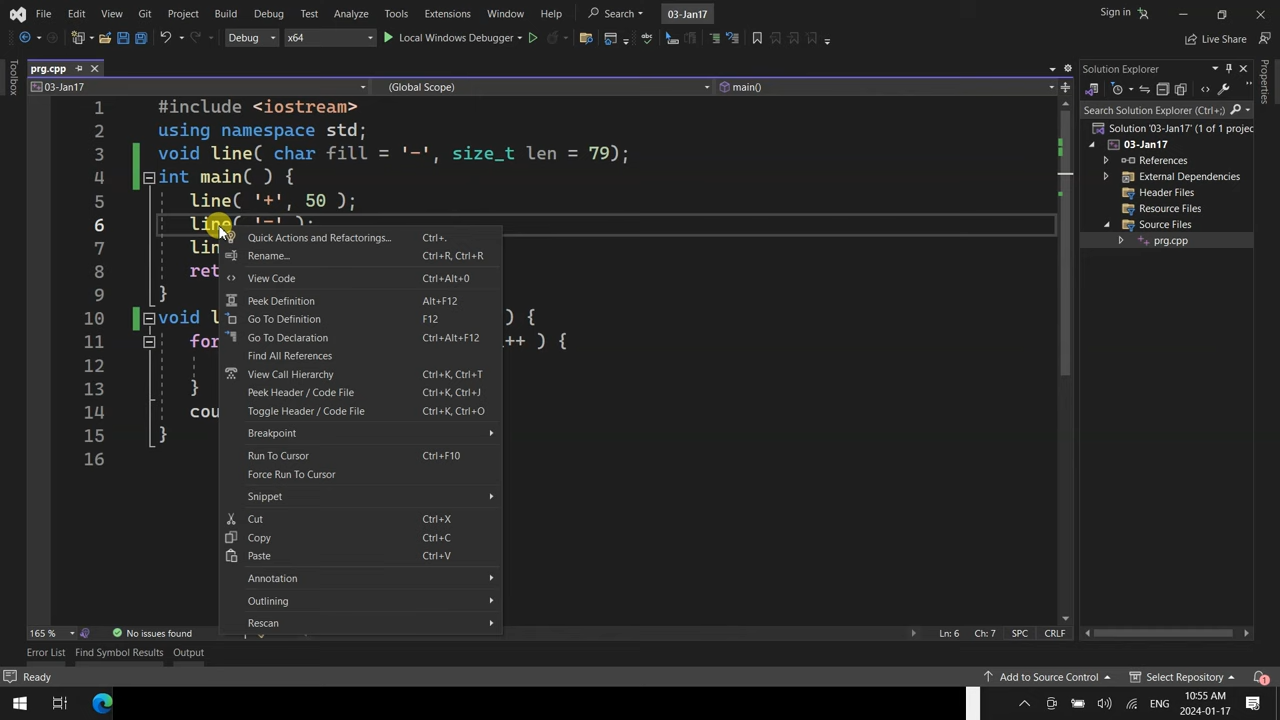 File Edit View Git Project Build Debug Test Analyze Tools Extensions Window Help Search 03-Jan17 Sign in
Debug x64 Local Windows Debugger Live Share
prg.cpp
03-Jan17 (Global Scope) main()
1 #include <iostream>
2 using namespace std;
3 void line( char fill = '-', size_t len = 79);
4 int main( ) {
5 line( '+', 50 );
6 line( '=' );
7 lin
8 ret
9 }
10 void l ) {
11 for ++ ) {
12
13 }
14 cou
15 }
16
Quick Actions and Refactorings... Ctrl+.
Rename... Ctrl+R, Ctrl+R
View Code Ctrl+Alt+0
Peek Definition Alt+F12
Go To Definition F12
Go To Declaration Ctrl+Alt+F12
Find All References
View Call Hierarchy Ctrl+K, Ctrl+T
Peek Header / Code File Ctrl+K, Ctrl+J
Toggle Header / Code File Ctrl+K, Ctrl+O
Breakpoint
Run To Cursor Ctrl+F10
Force Run To Cursor
Snippet
Cut Ctrl+X
Copy Ctrl+C
Paste Ctrl+V
Annotation
Outlining
Rescan
Toolbox
Solution Explorer
Search Solution Explorer (Ctrl+;)
Solution '03-Jan17' (1 of 1 projec
03-Jan17
References
External Dependencies
Header Files
Resource Files
Source Files
prg.cpp
Properties
165 % No issues found Ln: 6 Ch: 7 SPC CRLF
Error List Find Symbol Results Output
Ready Add to Source Control Select Repository 1
ENG 10:55 AM
2024-01-17